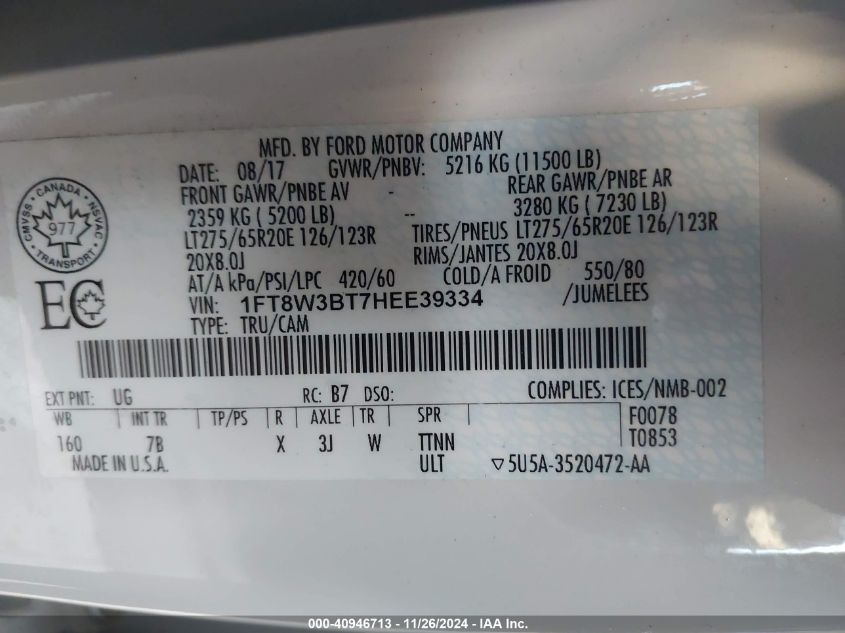 MFD. BY FORD MOTOR COMPANY
DATE: 08/17 GVWR/PNBV: 5216 KG (11500 LB)
FRONT GAWR/PNBE AV - REAR GAWR/PNBE AR
2359 KG ( 5200 LB) -- 3280 KG ( 7230 LB)
LT275/65R20E 126/123R TIRES/PNEUS LT275/65R20E 126/123R
20X8.0J RIMS/JANTES 20X8.0J
AT/A kPa/PSI/LPC 420/60 COLD/A FROID 550/80
VIN: 1FT8W3BT7HEE39334 /JUMELEES
TYPE: TRU/CAM
CANADA
CMVSS NSVAC
977
TRANSPORT
EC
EXT PNT: UG RC: B7 DSO: COMPLIES: ICES/NMB-002
WB INT TR TP/PS R AXLE TR SPR F0078
160 7B X 3J W TTNN T0853
MADE IN U.S.A. ULT ▽5U5A-3520472-AA
000-40946713 - 11/26/2024 - IAA Inc.